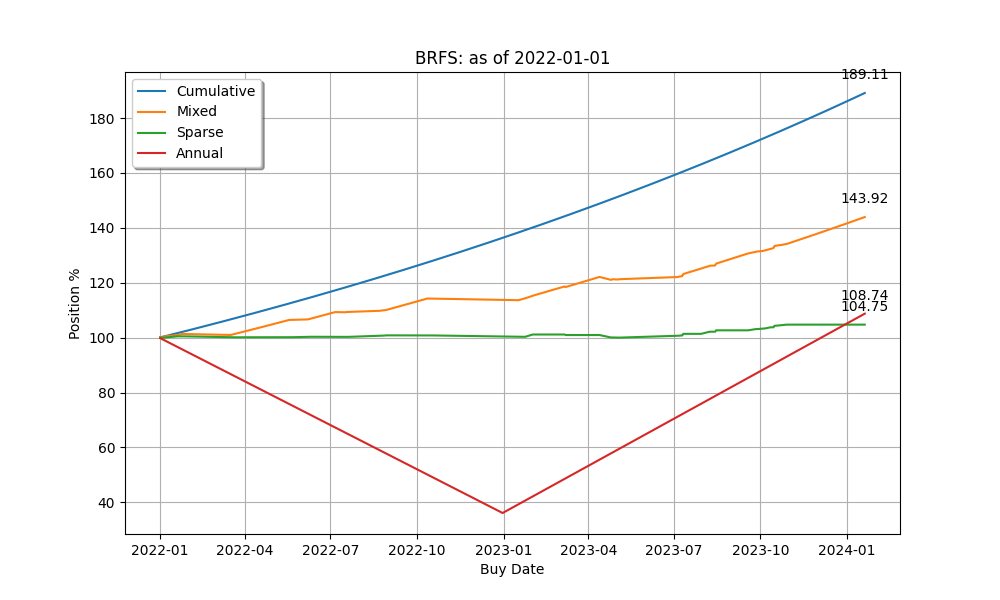 BRFS: as of 2022-01-01
Cumulative
Mixed
Sparse
Annual
189.11
143.92
108.74
104.75
Position %
180
160
140
120
100
80
60
40
2022-01 2022-04 2022-07 2022-10 2023-01 2023-04 2023-07 2023-10 2024-01
Buy Date